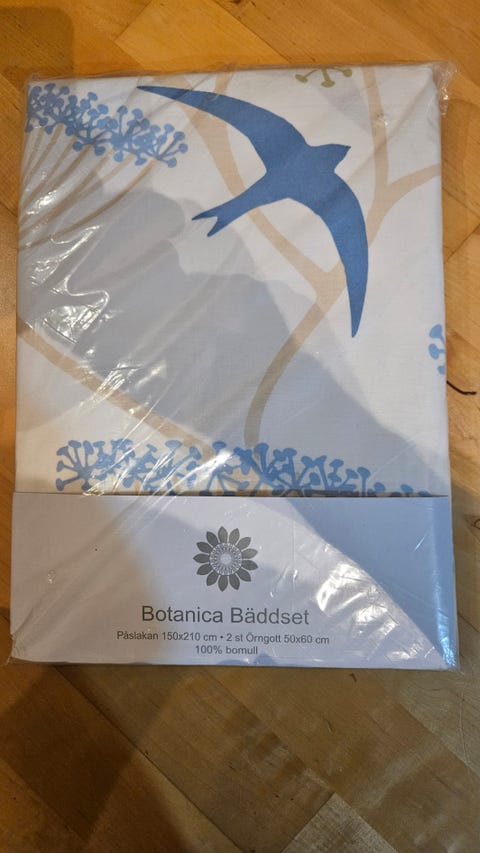 Botanica Bäddset
Påslakan 150x210 cm • 2 st Örngott 50x60 cm
100% bomull